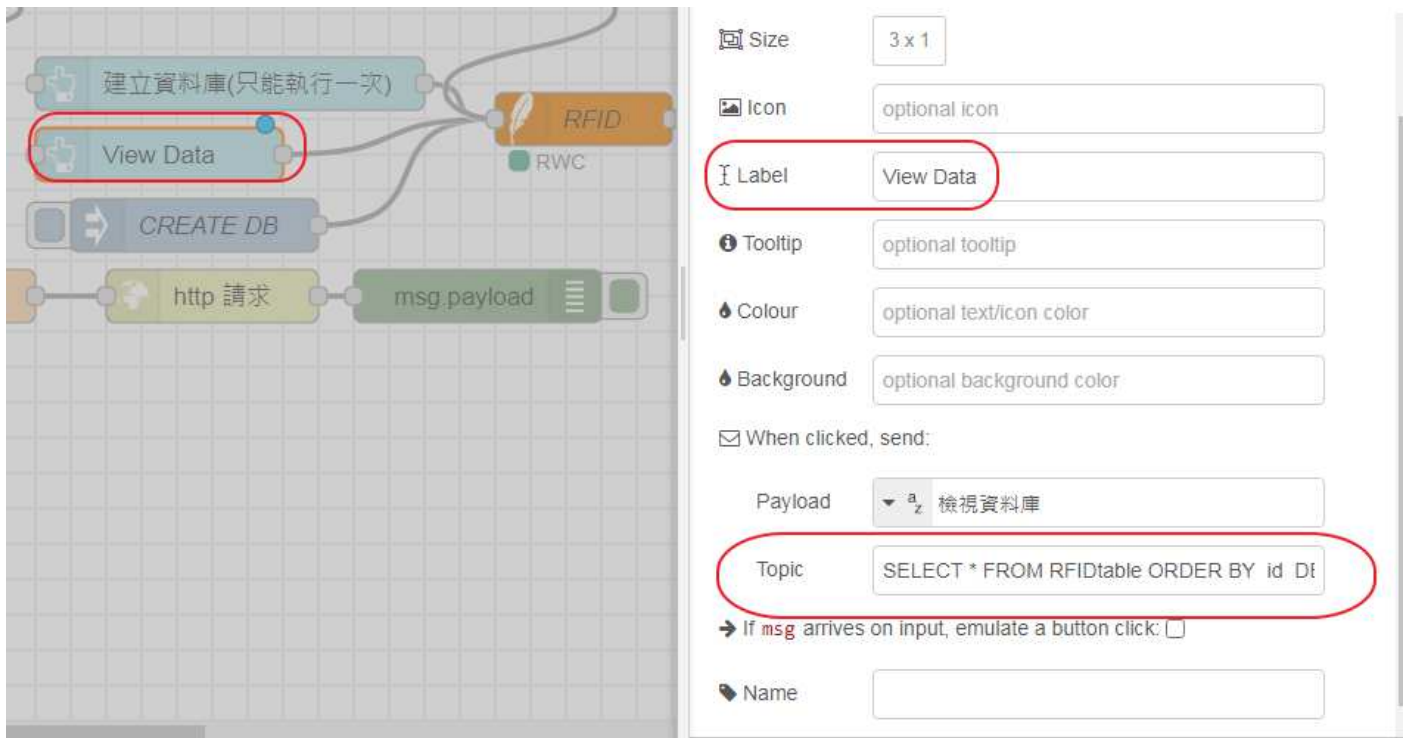 建立資料庫(只能執行一次)
View Data
RFID
RWC
CREATE DB
http 請求
msg.payload
Size
3 x 1
Icon
optional icon
Label
View Data
Tooltip
optional tooltip
Colour
optional text/icon color
Background
optional background color
When clicked, send:
Payload
a z 檢視資料庫
Topic
SELECT * FROM RFIDtable ORDER BY id
If msg arrives on input, emulate a button click:
Name